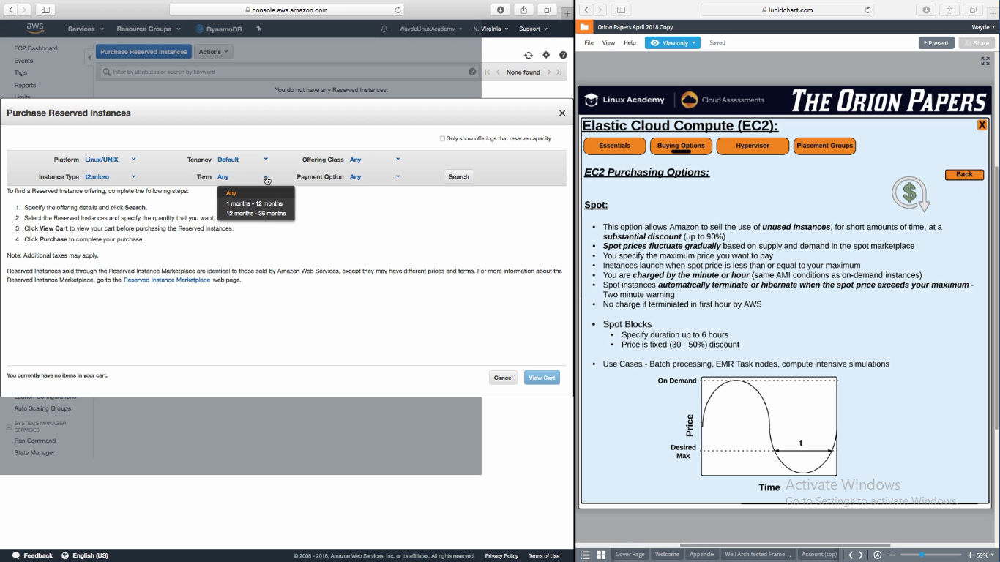 console.aws.amazon.com
aws
Services
Resource Groups
DynamoDB
WaydeLinuxAcademy
N. Virginia
Support
EC2 Dashboard
Events
Tags
Reports
Limits
Purchase Reserved Instances
Actions
Filter by attributes or search by keyword
None found
You do not have any Reserved Instances.
Purchase Reserved Instances
Only show offerings that reserve capacity
Platform Linux/UNIX
Tenancy Default
Offering Class Any
Instance Type t2.micro
Term Any
Payment Option Any
Search
Any
1 months - 12 months
12 months - 36 months
To find a Reserved Instance offering, complete the following steps:
1. Specify the offering details and click Search.
2. Select the Reserved Instances and specify the quantity that you want,
3. Click View Cart to view your cart before purchasing the Reserved Instances.
4. Click Purchase to complete your purchase.
Note: Additional taxes may apply.
Reserved Instances sold through the Reserved Instance Marketplace are identical to those sold by Amazon Web Services, except they may have different prices and terms. For more information about the
Reserved Instance Marketplace, go to the Reserved Instance Marketplace web page.
You currently have no items in your cart.
Cancel
View Cart
Launch Configurations
Auto Scaling Groups
SYSTEMS MANAGER
SERVICES
Run Command
State Manager
Feedback
English (US)
© 2008 - 2018, Amazon Web Services, Inc. or its affiliates. All rights reserved.
Privacy Policy
Terms of Use
lucidchart.com
Orion Papers April 2018 Copy
Wayde
File
View
Help
View only
Saved
Present
Share
Linux Academy
Cloud Assessments
THE ORION PAPERS
Elastic Cloud Compute (EC2):
X
Essentials
Buying Options
Hypervisor
Placement Groups
EC2 Purchasing Options:
Back
$
Spot:
• This option allows Amazon to sell the use of unused instances, for short amounts of time, at a
substantial discount (up to 90%)
• Spot prices fluctuate gradually based on supply and demand in the spot marketplace
• You specify the maximum price you want to pay
• Instances launch when spot price is less than or equal to your maximum
• You are charged by the minute or hour (same AMI conditions as on-demand instances)
• Spot instances automatically terminate or hibernate when the spot price exceeds your maximum -
Two minute warning
• No charge if terminiated in first hour by AWS
• Spot Blocks
• Specify duration up to 6 hours
• Price is fixed (30 - 50%) discount
• Use Cases - Batch processing, EMR Task nodes, compute intensive simulations
On Demand
Price
t
Desired
Max
Time
Activate Windows
Go to Settings to activate Windows.
Cover Page
Welcome
Appendix
Well Architected Frame...
Account (top)
59%